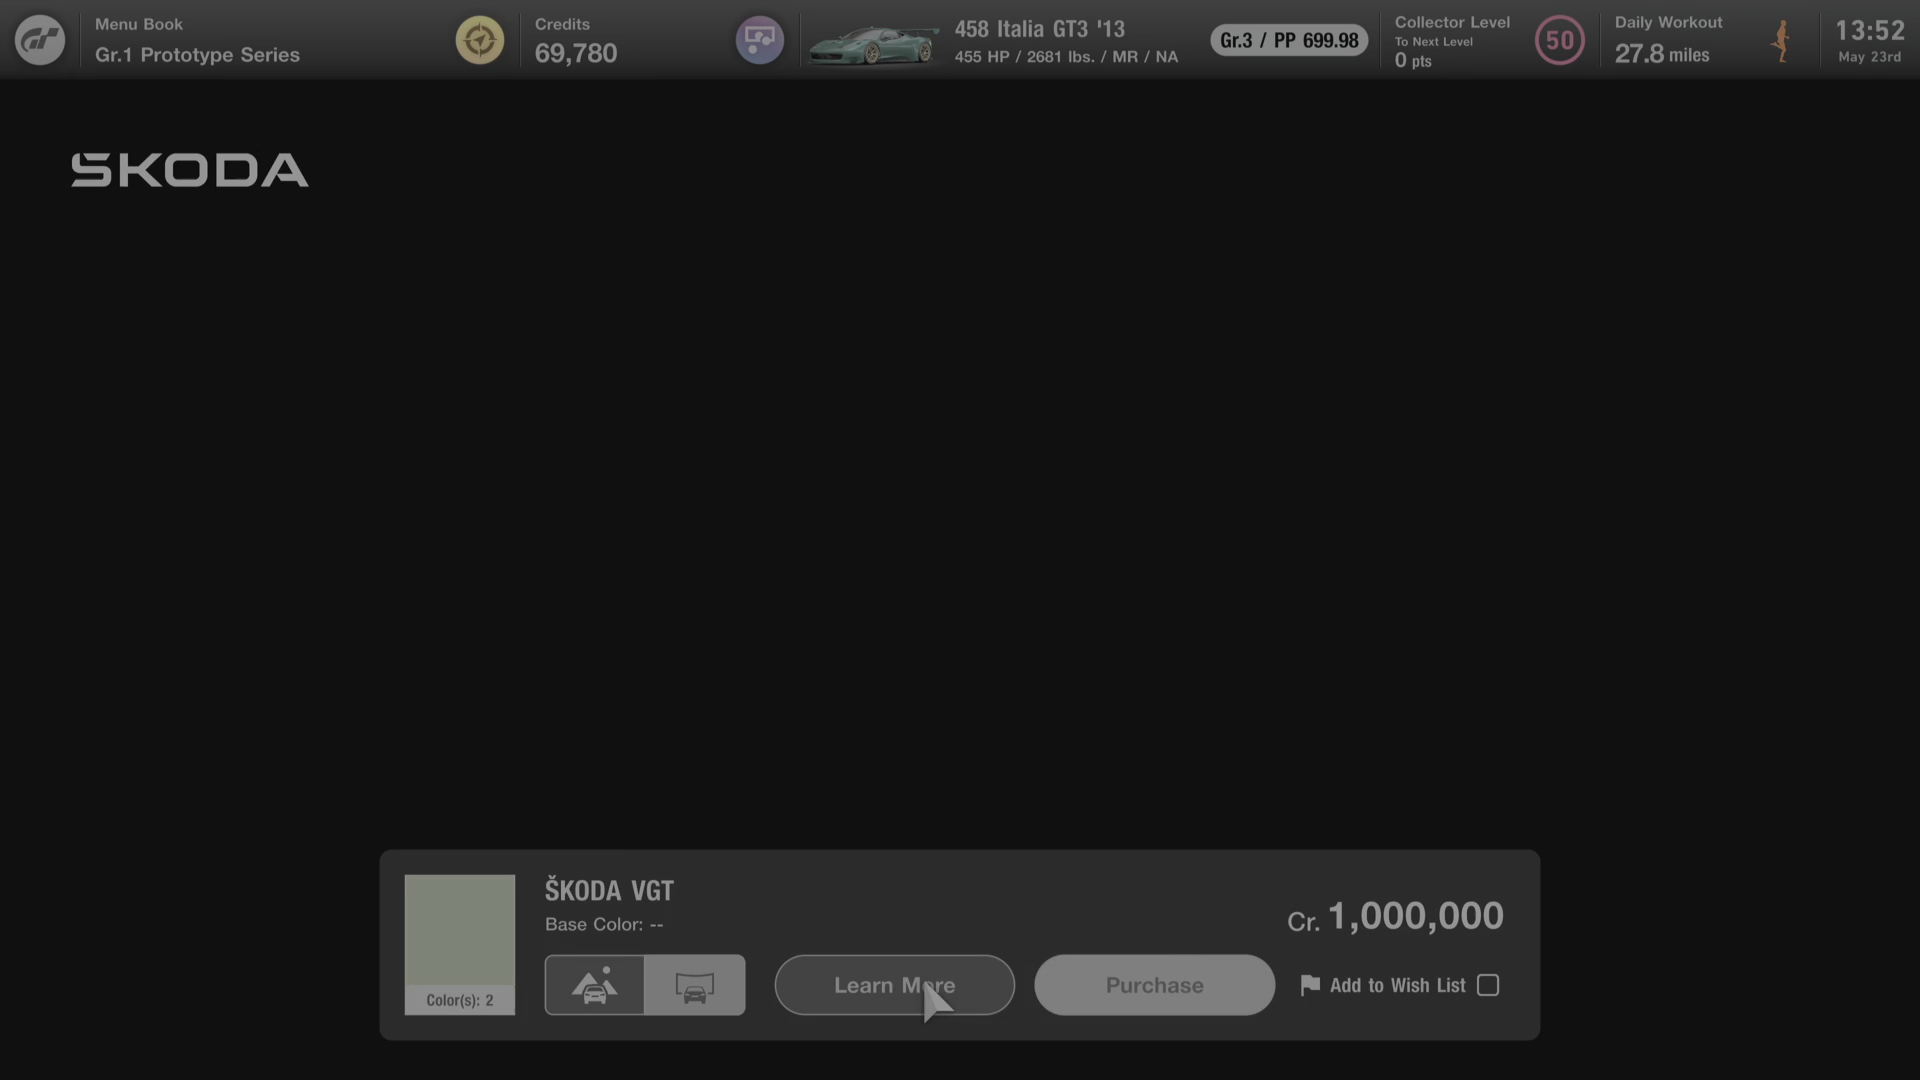 Menu Book
Gr.1 Prototype Series
Credits
69,780
458 Italia GT3 '13
455 HP / 2681 lbs. / MR / NA
Gr.3 / PP 699.98
Collector Level
To Next Level
0 pts
50
Daily Workout
27.8 miles
13:52
May 23rd
SKODA
ŠKODA VGT
Base Color: --
Cr. 1,000,000
Color(s): 2
Learn More
Purchase
Add to Wish List